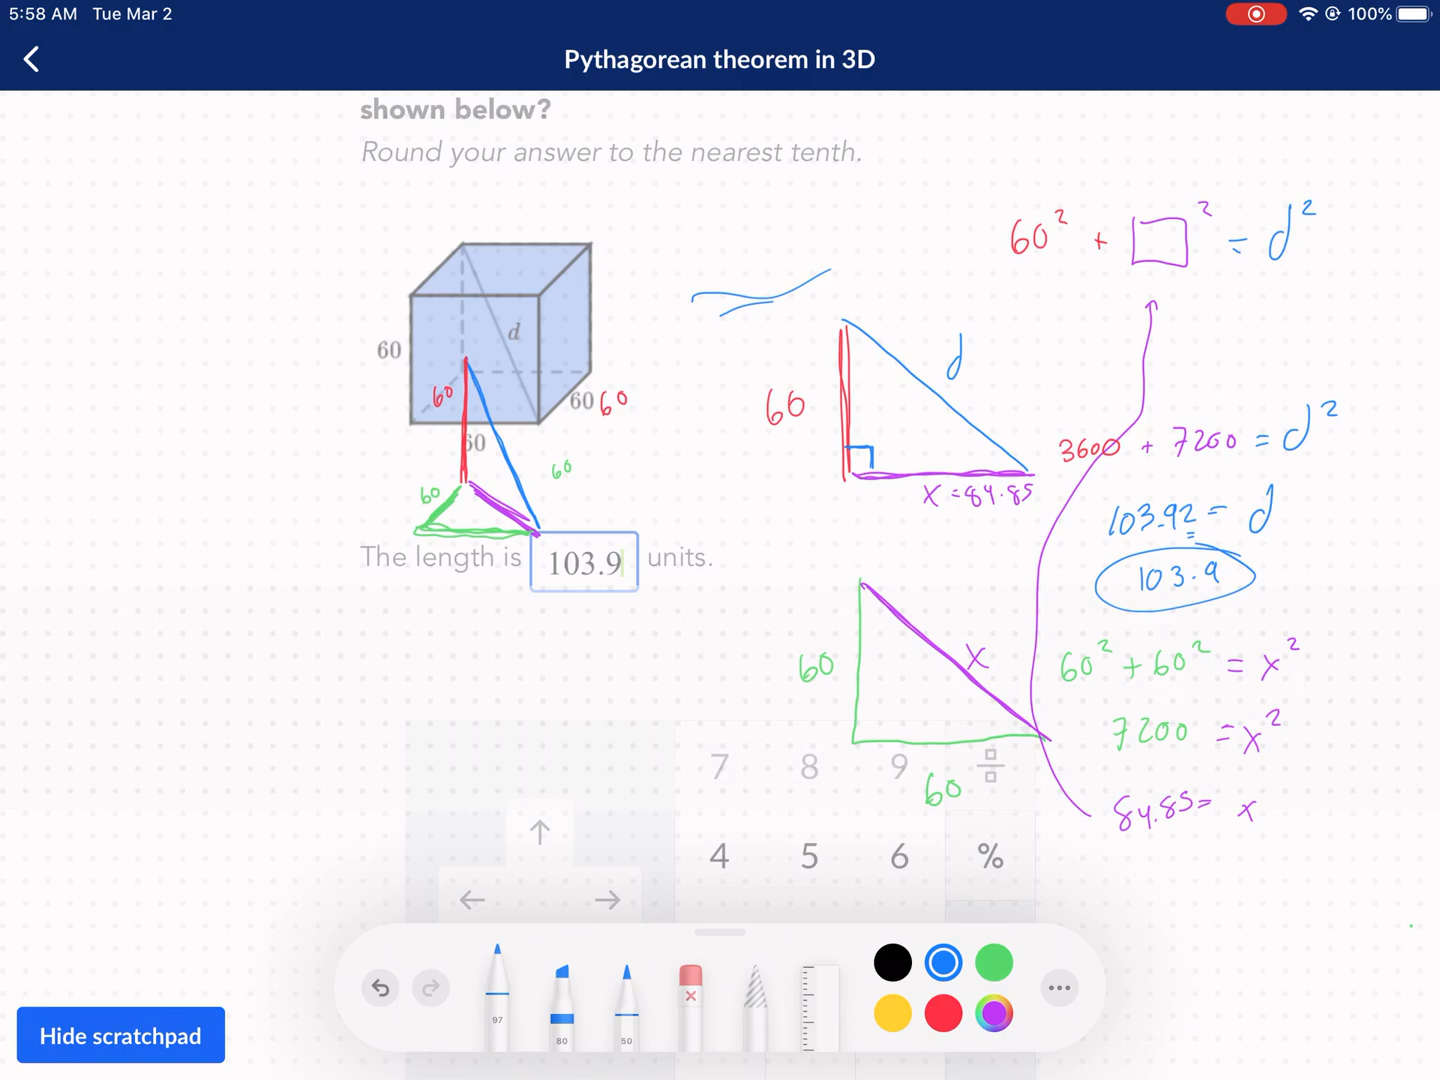 5:58 AM Tue Mar 2
100%
Pythagorean theorem in 3D
shown below?
Round your answer to the nearest tenth.
60² + □² = d²
d
60
60
60 60
60
60
60
d
60
x = 84.85
3600 + 7200 = d²
103.92 = d
103.9
The length is 103.9 units.
60
x
60
60² + 60² = x²
7200 = x²
84.85 = x
7 8 9
4 5 6 %
97
80
50
Hide scratchpad